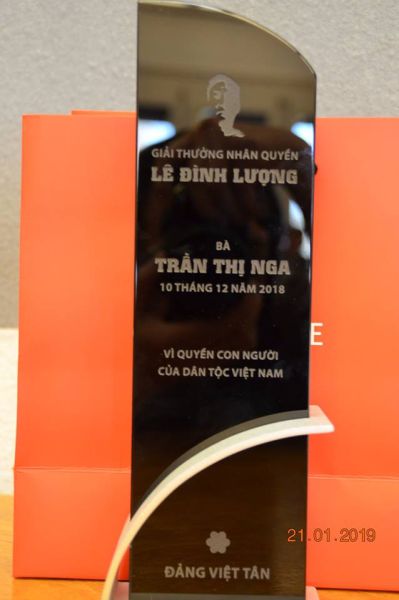 GIẢI THƯỞNG NHÂN QUYỀN
LÊ ĐÌNH LƯỢNG
BÀ
TRẦN THỊ NGA
10 THÁNG 12 NĂM 2018
VÌ QUYỀN CON NGƯỜI
CỦA DÂN TỘC VIỆT NAM
ĐẢNG VIỆT TÂN
E
21.01.2019